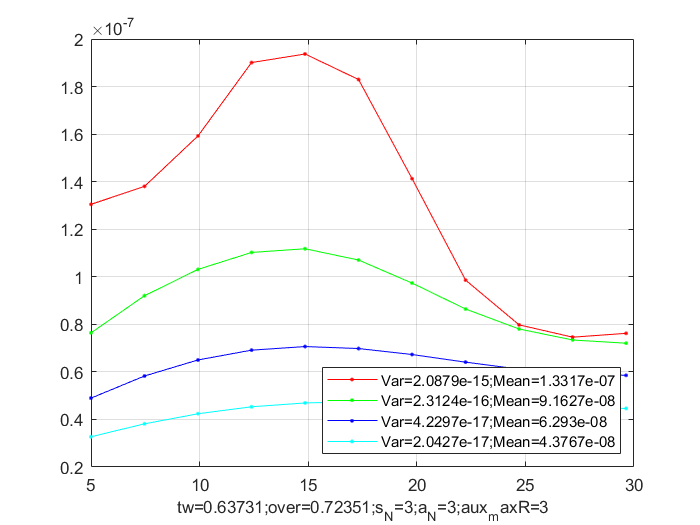 ×10-7
2
1.8
1.6
1.4
1.2
1
0.8
0.6
0.4
0.2
5 10 15 20 25 30
Var=2.0879e-15;Mean=1.3317e-07
Var=2.3124e-16;Mean=9.1627e-08
Var=4.2297e-17;Mean=6.293e-08
Var=2.0427e-17;Mean=4.3767e-08
tw=0.63731;over=0.72351;sN=3;aN=3;auxmaxR=3